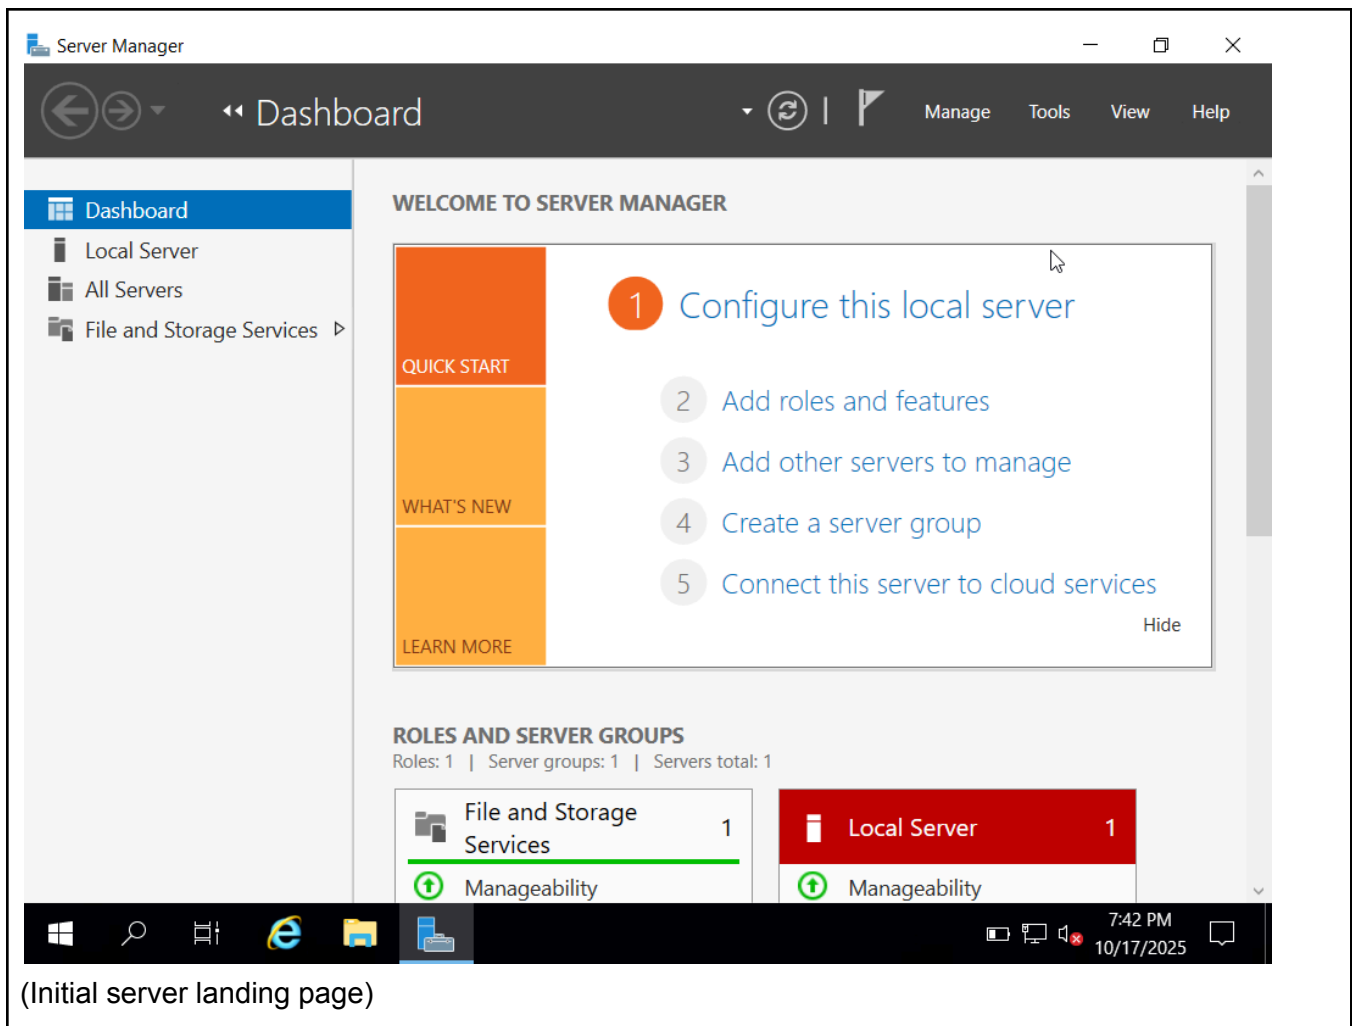 Server Manager
Dashboard
Manage Tools View Help
Dashboard
Local Server
All Servers
File and Storage Services
WELCOME TO SERVER MANAGER
QUICK START
WHAT'S NEW
LEARN MORE
1 Configure this local server
2 Add roles and features
3 Add other servers to manage
4 Create a server group
5 Connect this server to cloud services
Hide
ROLES AND SERVER GROUPS
Roles: 1 | Server groups: 1 | Servers total: 1
File and Storage
Services
1
Manageability
Local Server 1
Manageability
7:42 PM
10/17/2025
(Initial server landing page)